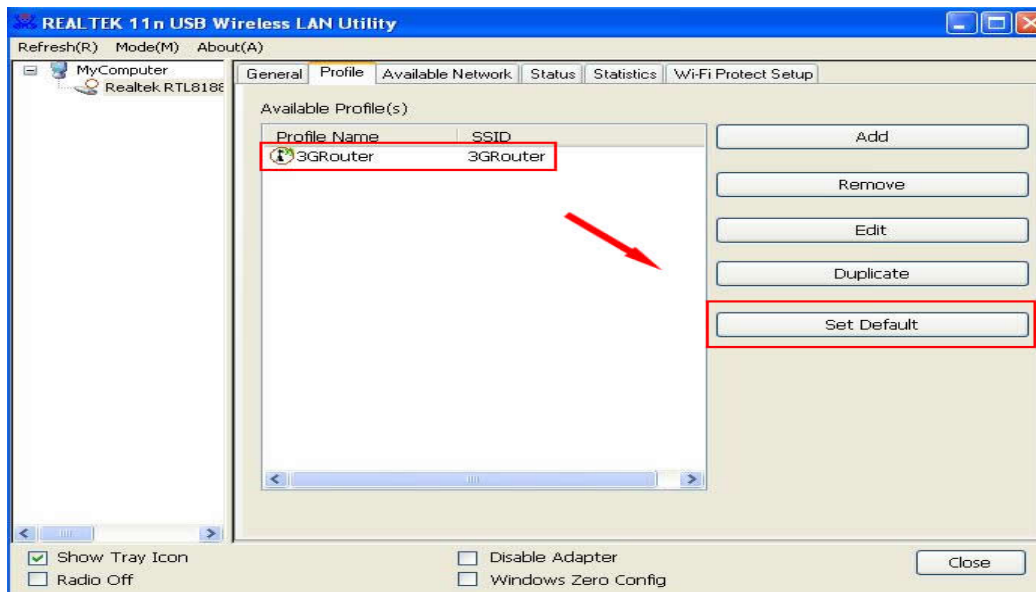 REALTEK 11n USB Wireless LAN Utility
Refresh(R) Mode(M) About(A)
MyComputer
Realtek RTL8188
General Profile Available Network Status Statistics Wi-Fi Protect Setup
Available Profile(s)
Profile Name SSID
3GRouter 3GRouter
Add
Remove
Edit
Duplicate
Set Default
Show Tray Icon Disable Adapter
Radio Off Windows Zero Config
Close